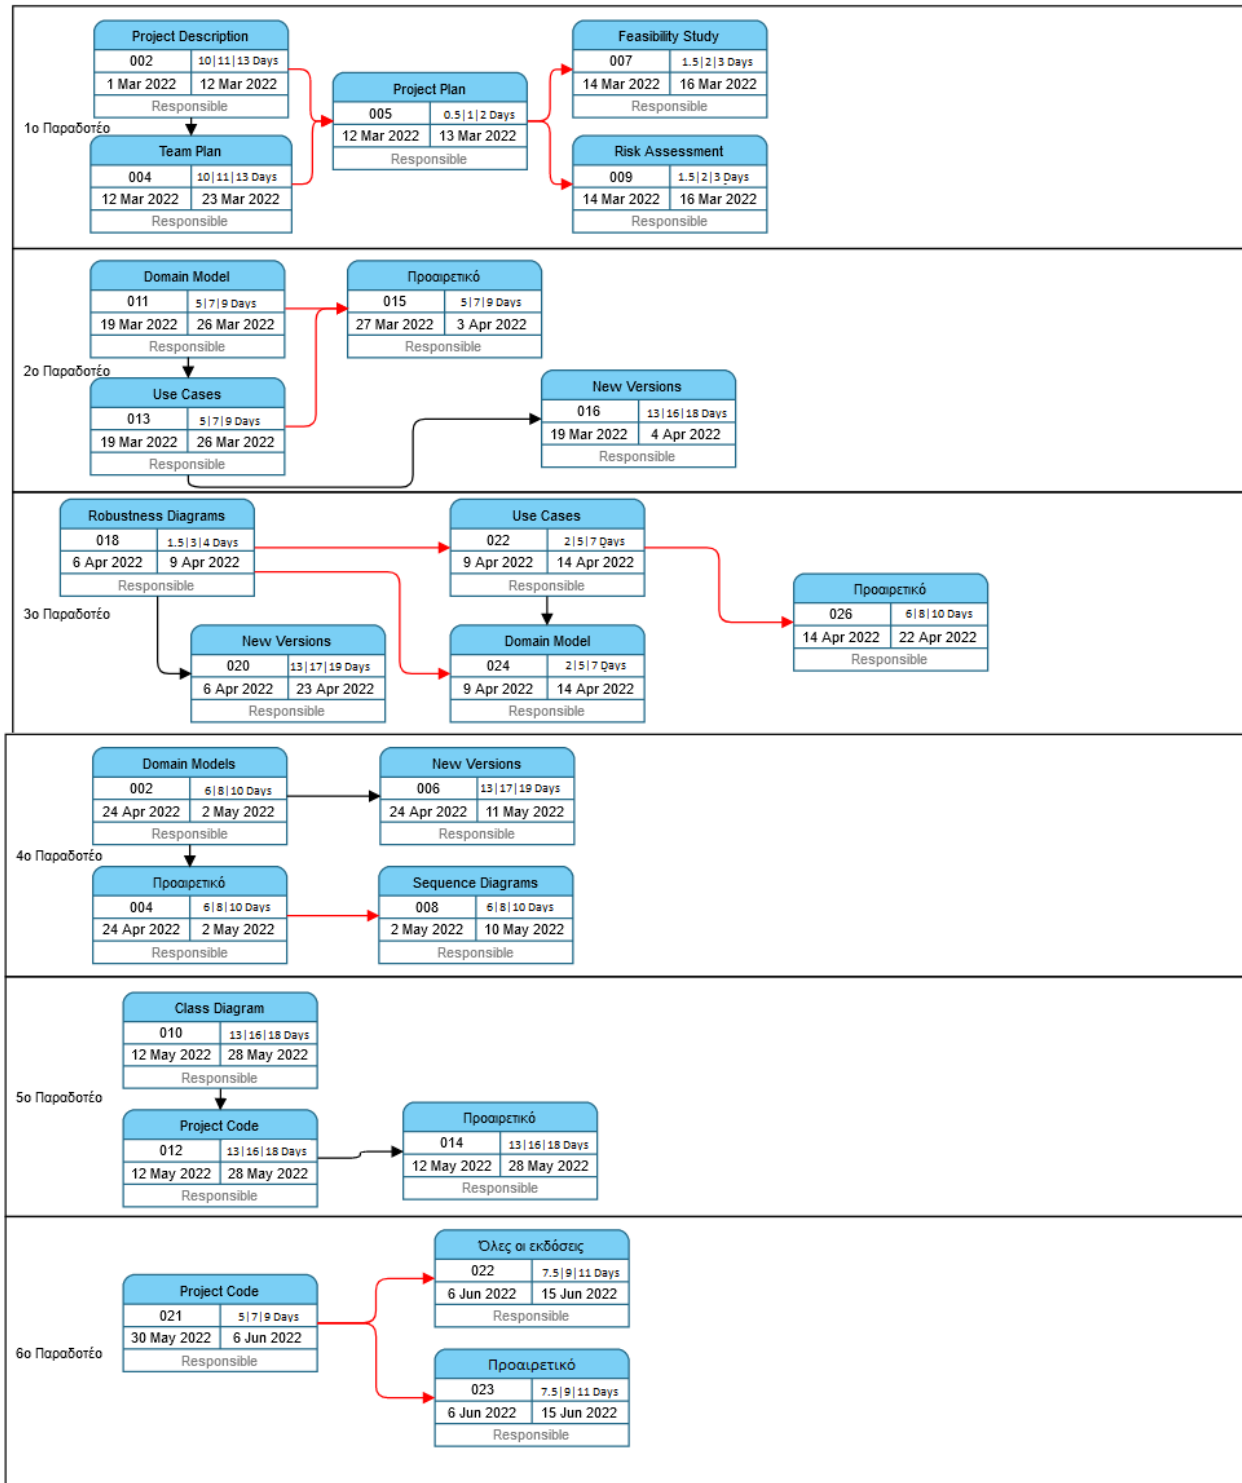 1ο Παραδοτέο
Project Description
002 10|11|13 Days
1 Mar 2022 12 Mar 2022
Responsible
Team Plan
004 10|11|13 Days
12 Mar 2022 23 Mar 2022
Responsible
Project Plan
005 0.5|1|2 Days
12 Mar 2022 13 Mar 2022
Responsible
Feasibility Study
007 1.5|2|3 Days
14 Mar 2022 16 Mar 2022
Responsible
Risk Assessment
009 1.5|2|3 Days
14 Mar 2022 16 Mar 2022
Responsible
2ο Παραδοτέο
Domain Model
011 5|7|9 Days
19 Mar 2022 26 Mar 2022
Responsible
Use Cases
013 5|7|9 Days
19 Mar 2022 26 Mar 2022
Responsible
Προαιρετικό
015 5|7|9 Days
27 Mar 2022 3 Apr 2022
Responsible
New Versions
016 13|16|18 Days
19 Mar 2022 4 Apr 2022
Responsible
3ο Παραδοτέο
Robustness Diagrams
018 1.5|3|4 Days
6 Apr 2022 9 Apr 2022
Responsible
New Versions
020 13|17|19 Days
6 Apr 2022 23 Apr 2022
Responsible
Use Cases
022 2|5|7 Days
9 Apr 2022 14 Apr 2022
Responsible
Domain Model
024 2|5|7 Days
9 Apr 2022 14 Apr 2022
Responsible
Προαιρετικό
026 6|8|10 Days
14 Apr 2022 22 Apr 2022
Responsible
4ο Παραδοτέο
Domain Models
002 6|8|10 Days
24 Apr 2022 2 May 2022
Responsible
New Versions
006 13|17|19 Days
24 Apr 2022 11 May 2022
Responsible
Προαιρετικό
004 6|8|10 Days
24 Apr 2022 2 May 2022
Responsible
Sequence Diagrams
008 6|8|10 Days
2 May 2022 10 May 2022
Responsible
5ο Παραδοτέο
Class Diagram
010 13|16|18 Days
12 May 2022 28 May 2022
Responsible
Project Code
012 13|16|18 Days
12 May 2022 28 May 2022
Responsible
Προαιρετικό
014 13|16|18 Days
12 May 2022 28 May 2022
Responsible
6ο Παραδοτέο
Project Code
021 5|7|9 Days
30 May 2022 6 Jun 2022
Responsible
Όλες οι εκδόσεις
022 7.5|9|11 Days
6 Jun 2022 15 Jun 2022
Responsible
Προαιρετικό
023 7.5|9|11 Days
6 Jun 2022 15 Jun 2022
Responsible